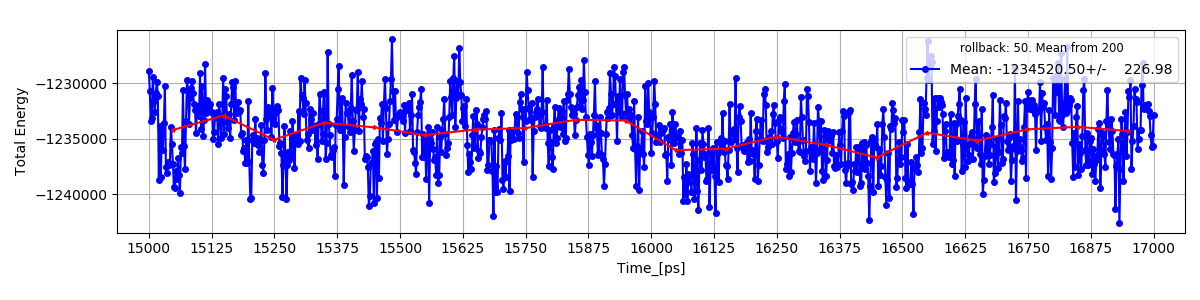 rollback: 50. Mean from 200
Mean: -1234520.50+/- 226.98
Total Energy
−1230000
−1235000
−1240000
15000 15125 15250 15375 15500 15625 15750 15875 16000 16125 16250 16375 16500 16625 16750 16875 17000
Time_[ps]